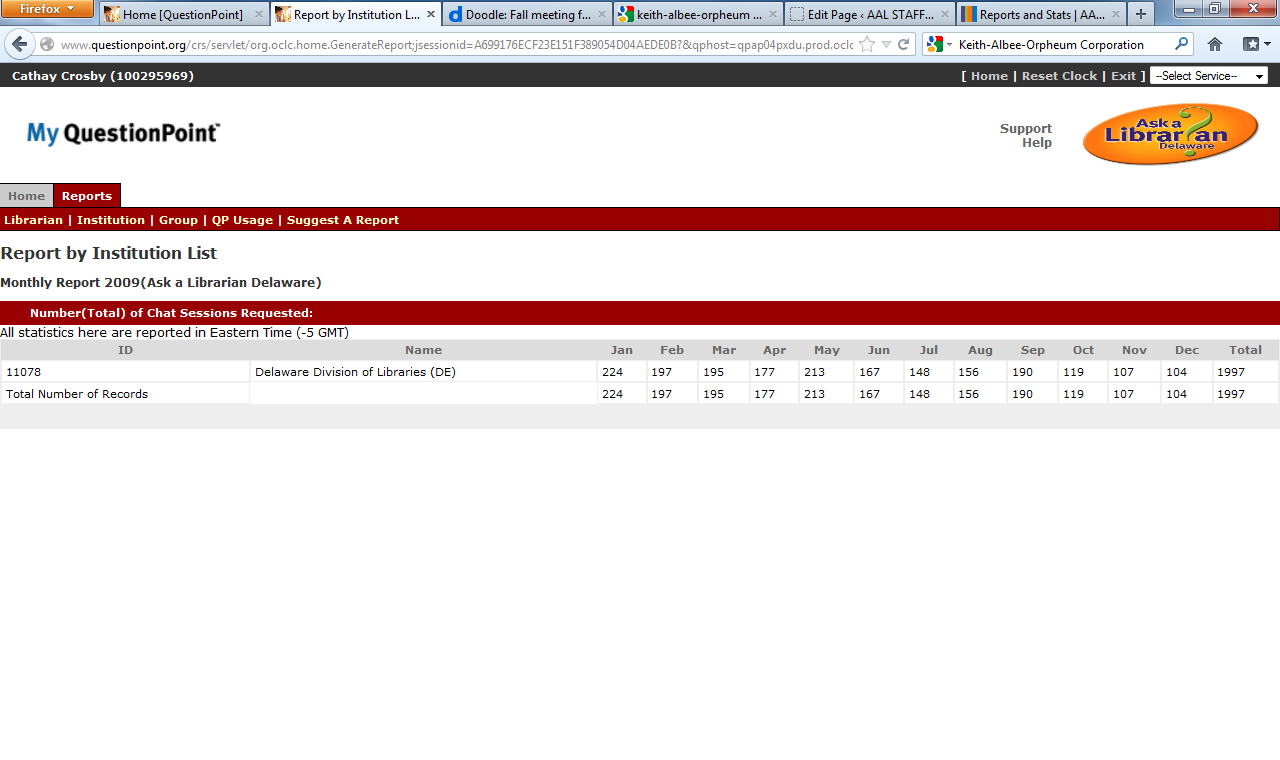 Firefox
Home [QuestionPoint]
Report by Institution L...
Doodle: Fall meeting f...
keith-albee-orpheum ...
Edit Page ‹ AAL STAFF...
Reports and Stats | AA...
www.questionpoint.org/crs/servlet/org.oclc.home.GenerateReport;jsessionid=A699176ECF23E151F389054D04AEDE0B?&qphost=qpap04pxdu.prod.oclc
Keith-Albee-Orpheum Corporation
Cathay Crosby (100295969)
[ Home | Reset Clock | Exit ] --Select Service--
My QuestionPoint™
Support
Help
Ask a
Librarian
Delaware
Home Reports
Librarian | Institution | Group | QP Usage | Suggest A Report
Report by Institution List
Monthly Report 2009(Ask a Librarian Delaware)
Number(Total) of Chat Sessions Requested:
All statistics here are reported in Eastern Time (-5 GMT)
ID Name Jan Feb Mar Apr May Jun Jul Aug Sep Oct Nov Dec Total
11078 Delaware Division of Libraries (DE) 224 197 195 177 213 167 148 156 190 119 107 104 1997
Total Number of Records 224 197 195 177 213 167 148 156 190 119 107 104 1997